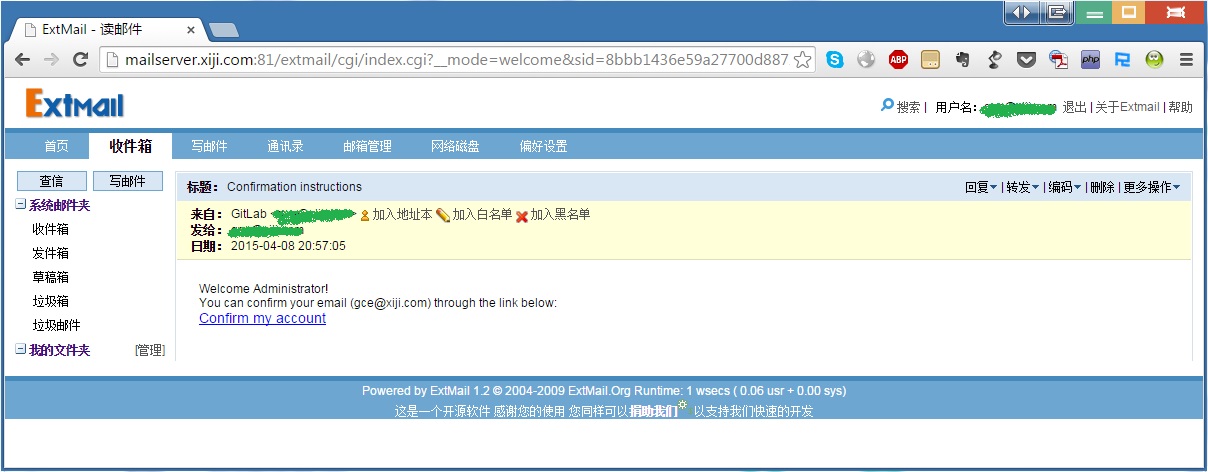 ExtMail - 读邮件
mailserver.xiji.com:81/extmail/cgi/index.cgi?__mode=welcome&sid=8bbb1436e59a27700d887
ABP
php
ExtMail
搜索 | 用户名: 退出 | 关于Extmail | 帮助
首页 收件箱 写邮件 通讯录 邮箱管理 网络磁盘 偏好设置
查信 写邮件
系统邮件夹
收件箱
发件箱
草稿箱
垃圾箱
垃圾邮件
我的文件夹 [管理]
标题: Confirmation instructions 回复 | 转发 | 编码 | 删除 | 更多操作
来自: GitLab 加入地址本 加入白名单 加入黑名单
发给:
日期: 2015-04-08 20:57:05
Welcome Administrator!
You can confirm your email (gce@xiji.com) through the link below:
Confirm my account
Powered by ExtMail 1.2 © 2004-2009 ExtMail.Org Runtime: 1 wsecs ( 0.06 usr + 0.00 sys)
这是一个开源软件 感谢您的使用 您同样可以捐助我们 以支持我们快速的开发